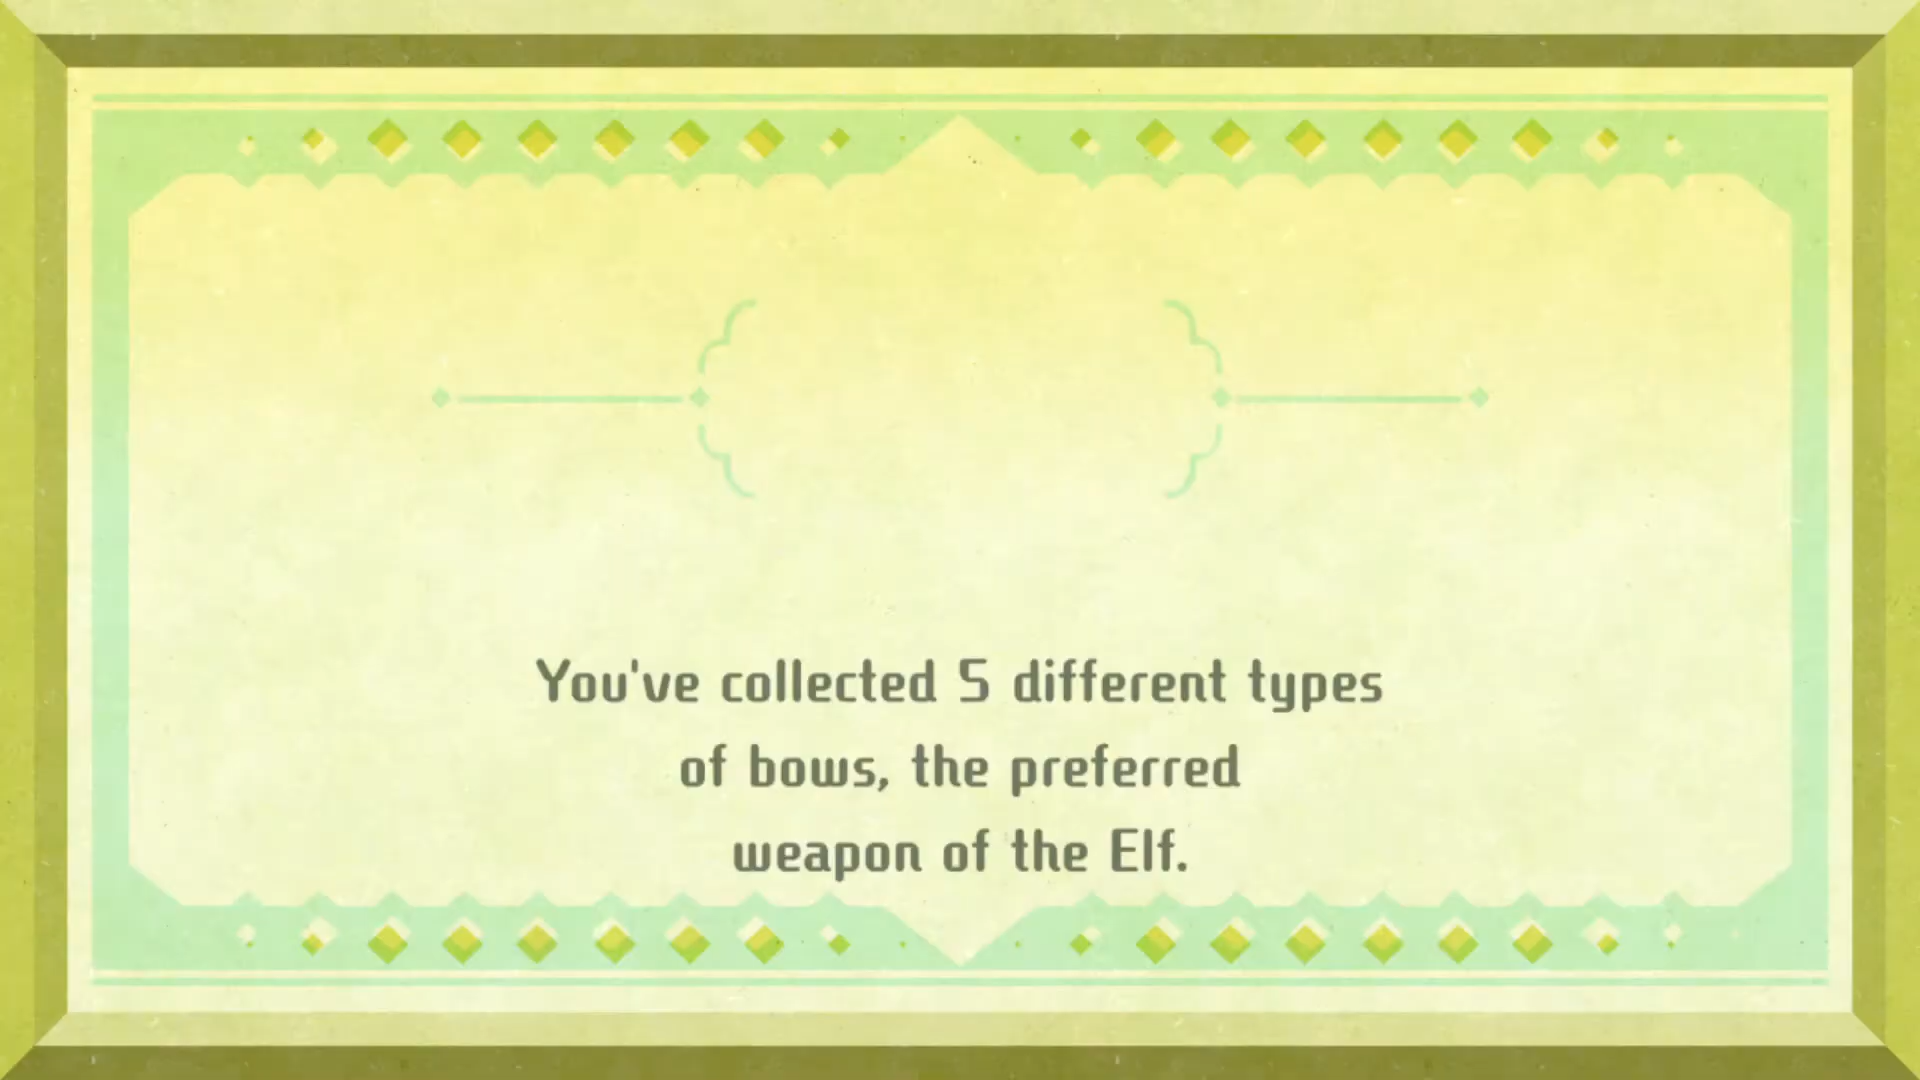 You've collected 5 different types
of bows, the preferred
weapon of the Elf.